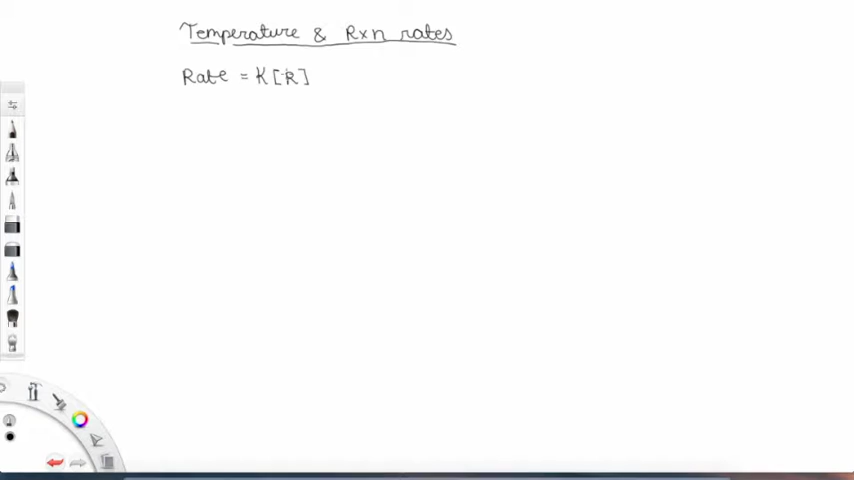 Temperature & Rxn rates
Rate = K[R]